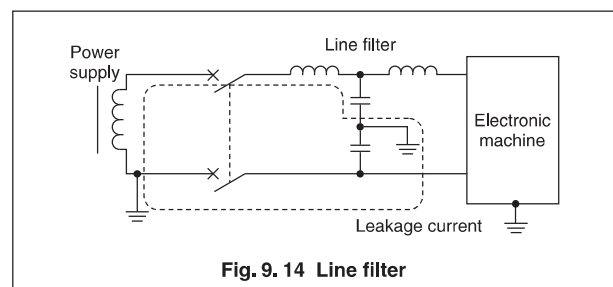 Power
supply
Line filter
Electronic
machine
Leakage current
Fig. 9. 14 Line filter